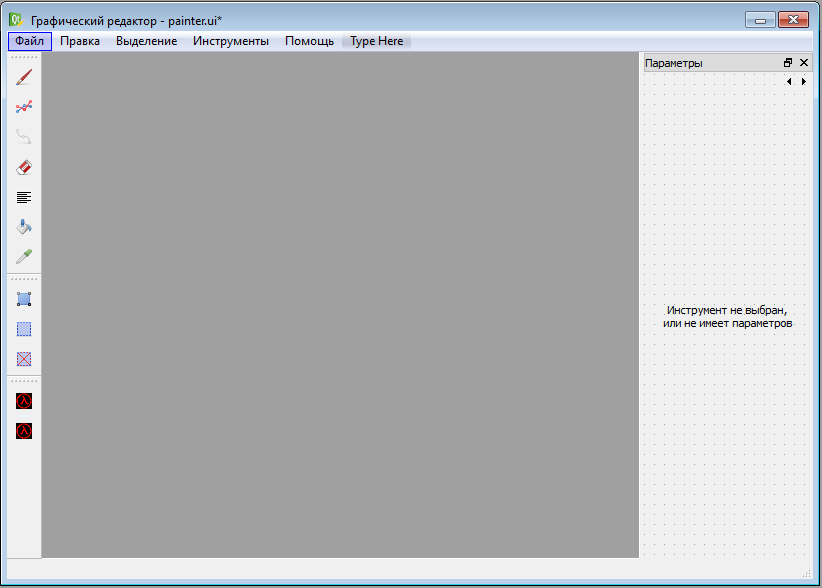 Графический редактор - painter.ui*
Файл Правка Выделение Инструменты Помощь Type Here
Параметры
Инструмент не выбран,
или не имеет параметров